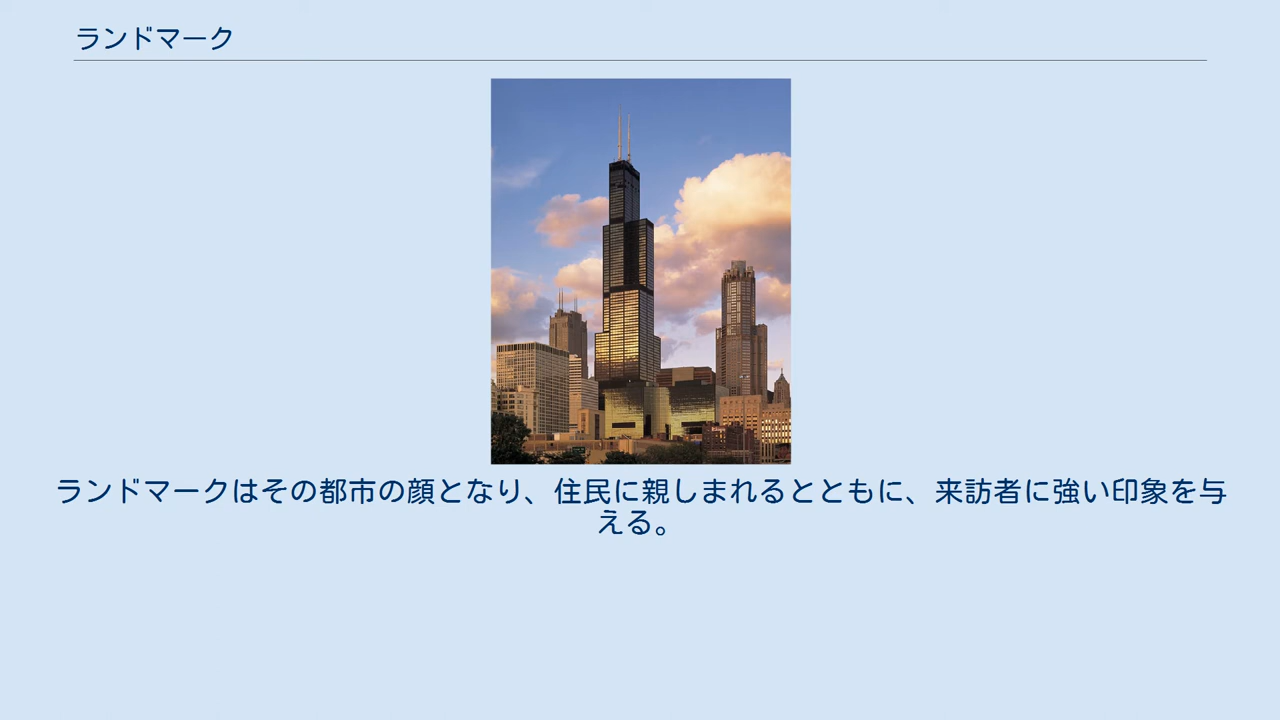 ランドマーク
ランドマークはその都市の顔となり、住民に親しまれるとともに、来訪者に強い印象を与
える。